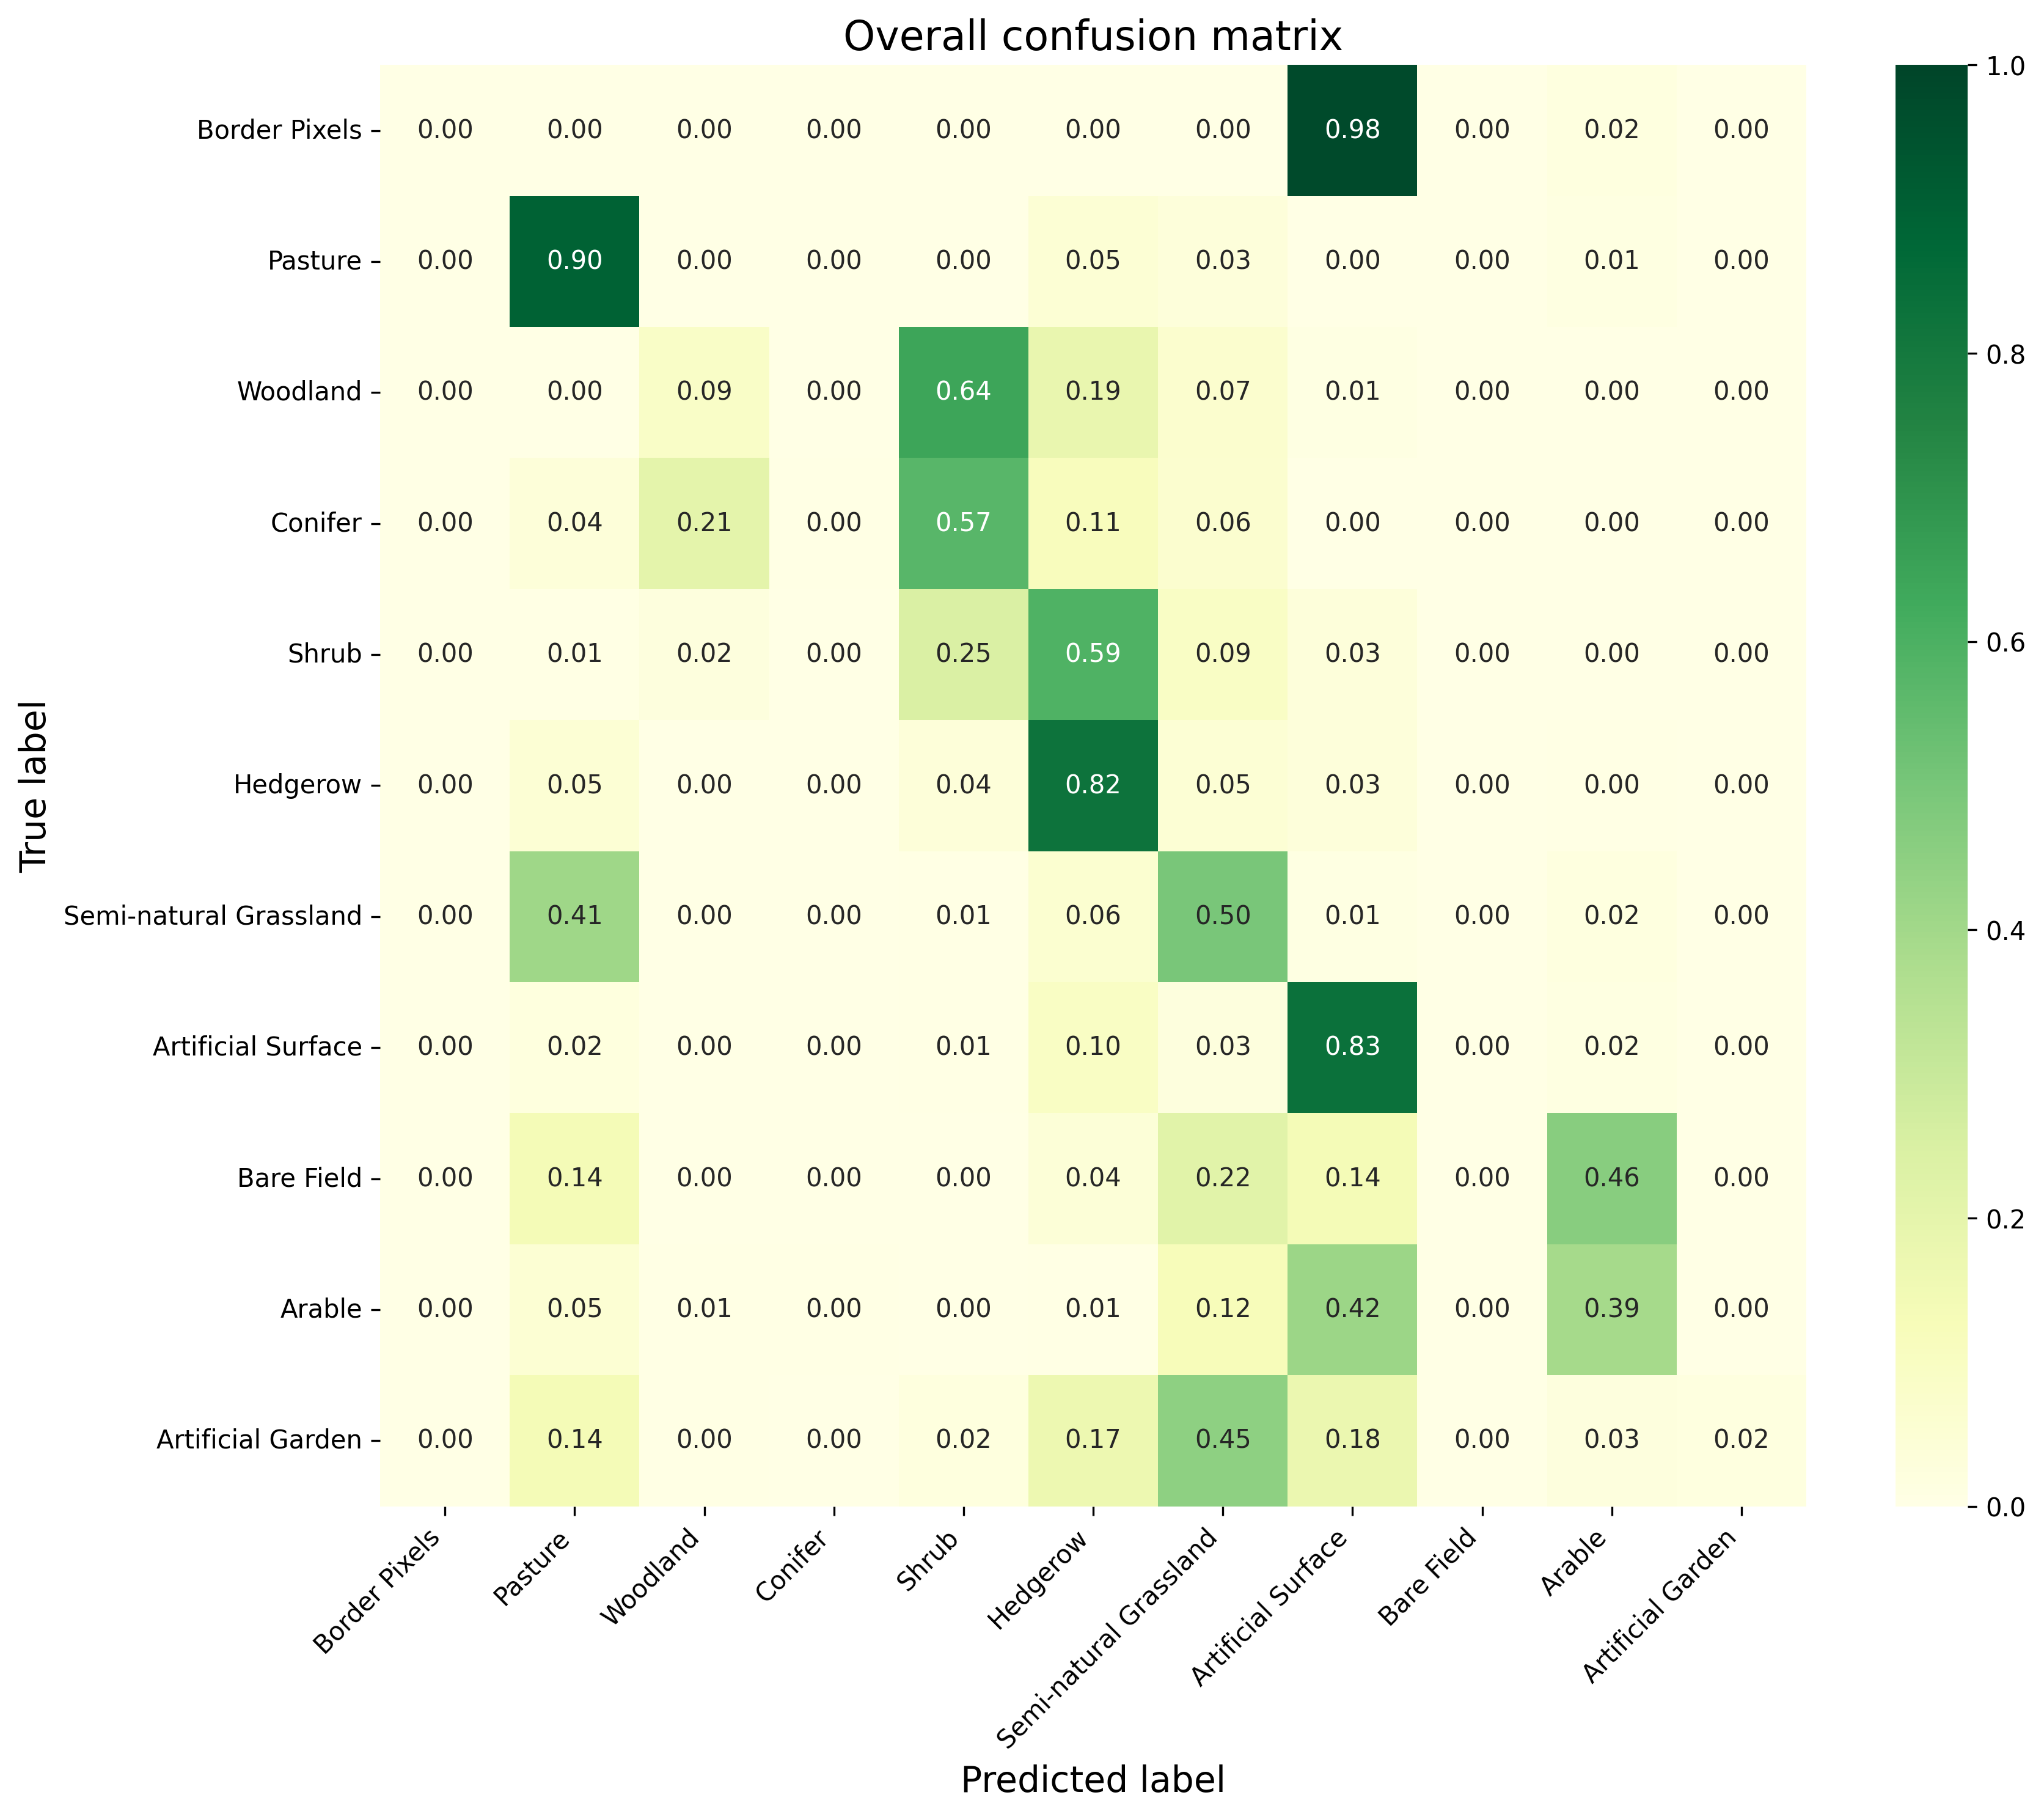 Overall confusion matrix
Border Pixels 0.00 0.00 0.00 0.00 0.00 0.00 0.00 0.98 0.00 0.02 0.00
Pasture 0.00 0.90 0.00 0.00 0.00 0.05 0.03 0.00 0.00 0.01 0.00
Woodland 0.00 0.00 0.09 0.00 0.64 0.19 0.07 0.01 0.00 0.00 0.00
Conifer 0.00 0.04 0.21 0.00 0.57 0.11 0.06 0.00 0.00 0.00 0.00
Shrub 0.00 0.01 0.02 0.00 0.25 0.59 0.09 0.03 0.00 0.00 0.00
Hedgerow 0.00 0.05 0.00 0.00 0.04 0.82 0.05 0.03 0.00 0.00 0.00
Semi-natural Grassland 0.00 0.41 0.00 0.00 0.01 0.06 0.50 0.01 0.00 0.02 0.00
Artificial Surface 0.00 0.02 0.00 0.00 0.01 0.10 0.03 0.83 0.00 0.02 0.00
Bare Field 0.00 0.14 0.00 0.00 0.00 0.04 0.22 0.14 0.00 0.46 0.00
Arable 0.00 0.05 0.01 0.00 0.00 0.01 0.12 0.42 0.00 0.39 0.00
Artificial Garden 0.00 0.14 0.00 0.00 0.02 0.17 0.45 0.18 0.00 0.03 0.02
True label
Border Pixels
Pasture
Woodland
Conifer
Shrub
Hedgerow
Semi-natural Grassland
Artificial Surface
Bare Field
Arable
Artificial Garden
Predicted label
1.0
0.8
0.6
0.4
0.2
0.0